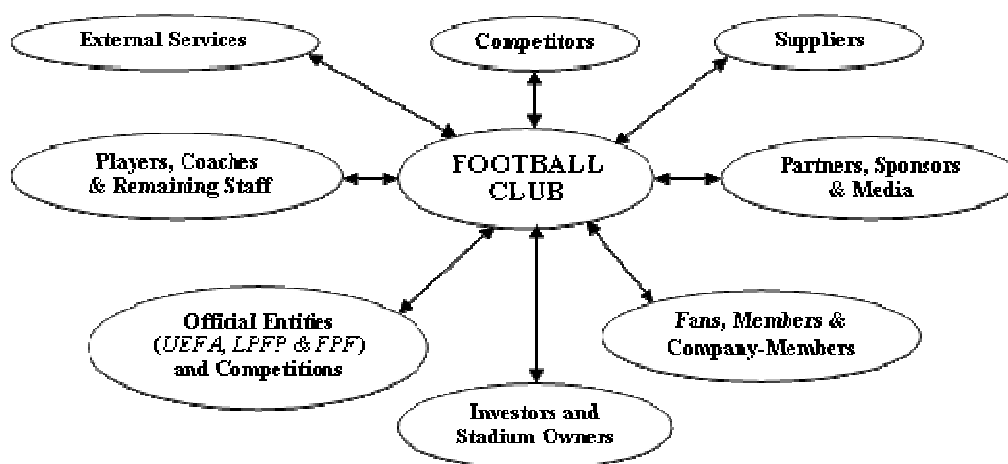 External Services
Competitors
Suppliers
Players, Coaches
& Remaining Staff
FOOTBALL
CLUB
Partners, Sponsors
& Media
Official Entities
(UEFA, LPFP & FPF)
and Competitions
Fans, Members &
Company-Members
Investors and
Stadium Owners